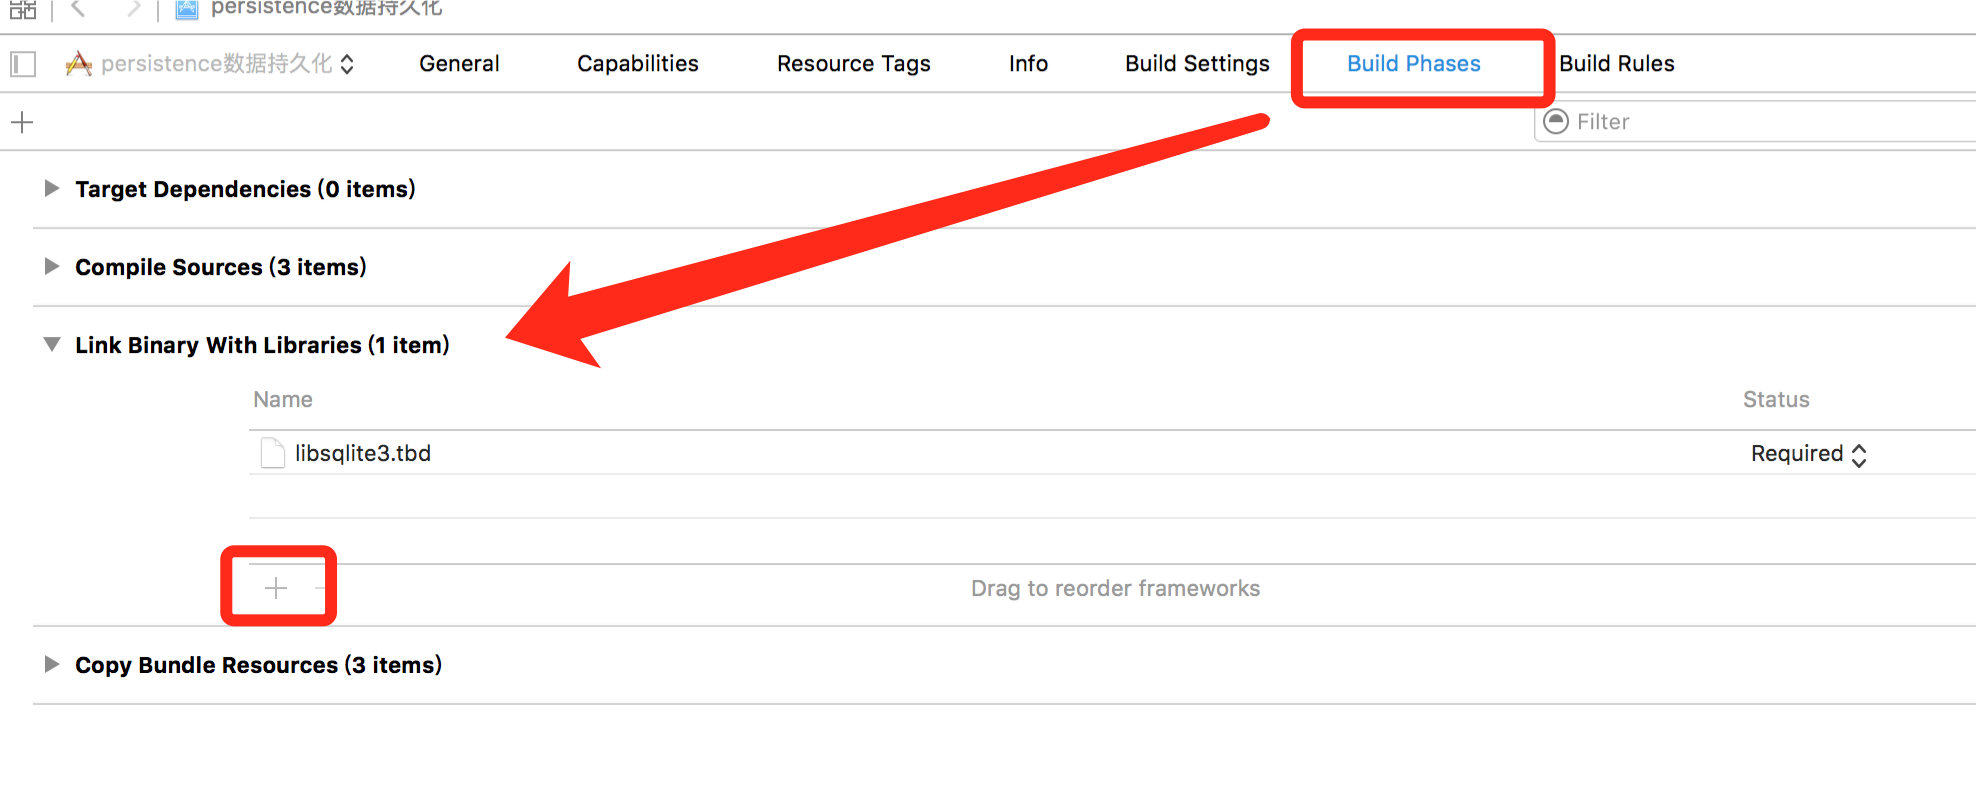 persistence数据持久化
persistence数据持久化 General Capabilities Resource Tags Info Build Settings Build Phases Build Rules
Filter
Target Dependencies (0 items)
Compile Sources (3 items)
Link Binary With Libraries (1 item)
Name Status
libsqlite3.tbd Required
Drag to reorder frameworks
Copy Bundle Resources (3 items)